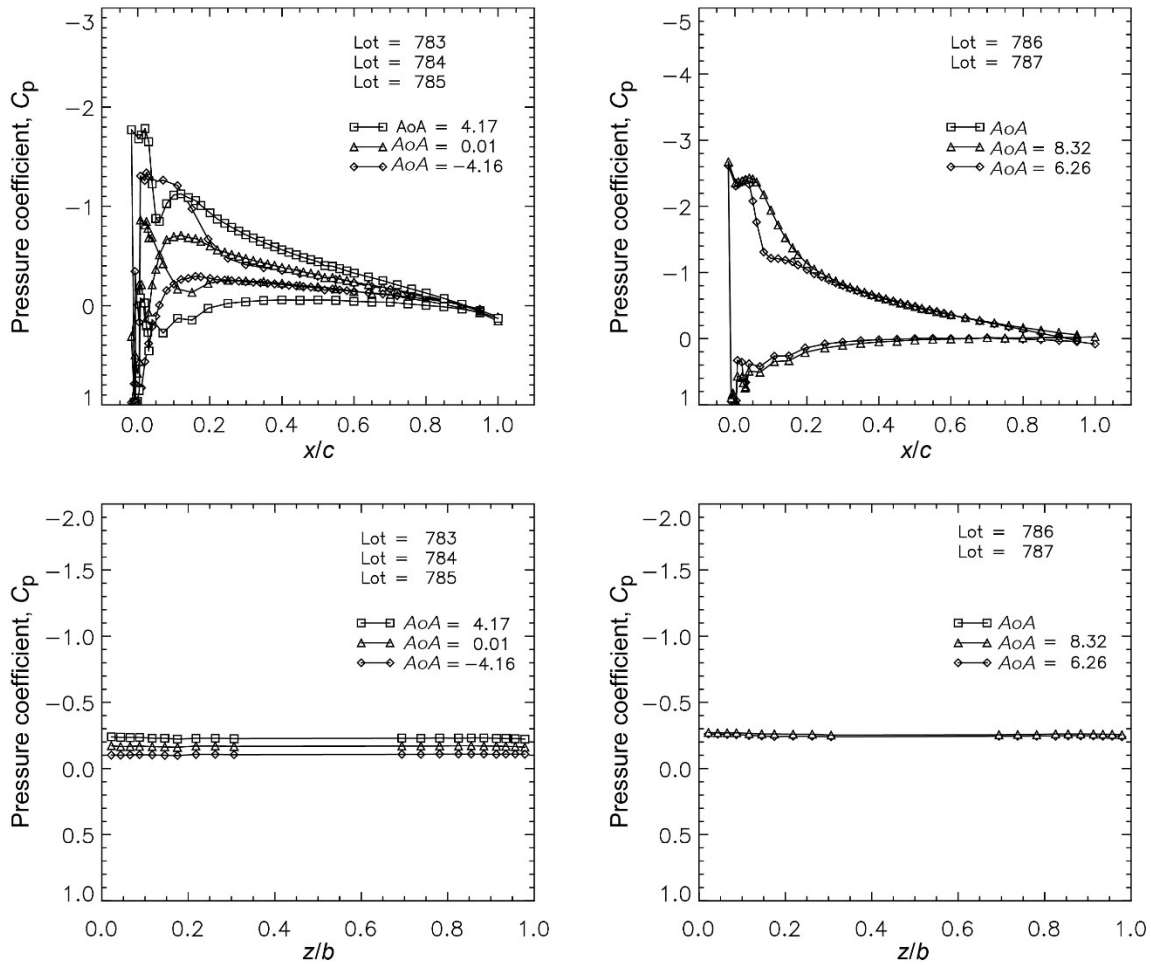 Pressure coefficient, Cp
−3
−2
−1
0
1
Lot = 783
Lot = 784
Lot = 785
AoA = 4.17
AoA = 0.01
AoA = −4.16
0.0 0.2 0.4 0.6 0.8 1.0
x/c
Pressure coefficient, Cp
−5
−4
−3
−2
−1
0
1
Lot = 786
Lot = 787
AoA
AoA = 8.32
AoA = 6.26
0.0 0.2 0.4 0.6 0.8 1.0
x/c
Pressure coefficient, Cp
−2.0
−1.5
−1.0
−0.5
0.0
0.5
1.0
Lot = 783
Lot = 784
Lot = 785
AoA = 4.17
AoA = 0.01
AoA = −4.16
0.0 0.2 0.4 0.6 0.8 1.0
z/b
Pressure coefficient, Cp
−2.0
−1.5
−1.0
−0.5
0.0
0.5
1.0
Lot = 786
Lot = 787
AoA
AoA = 8.32
AoA = 6.26
0.0 0.2 0.4 0.6 0.8 1.0
z/b